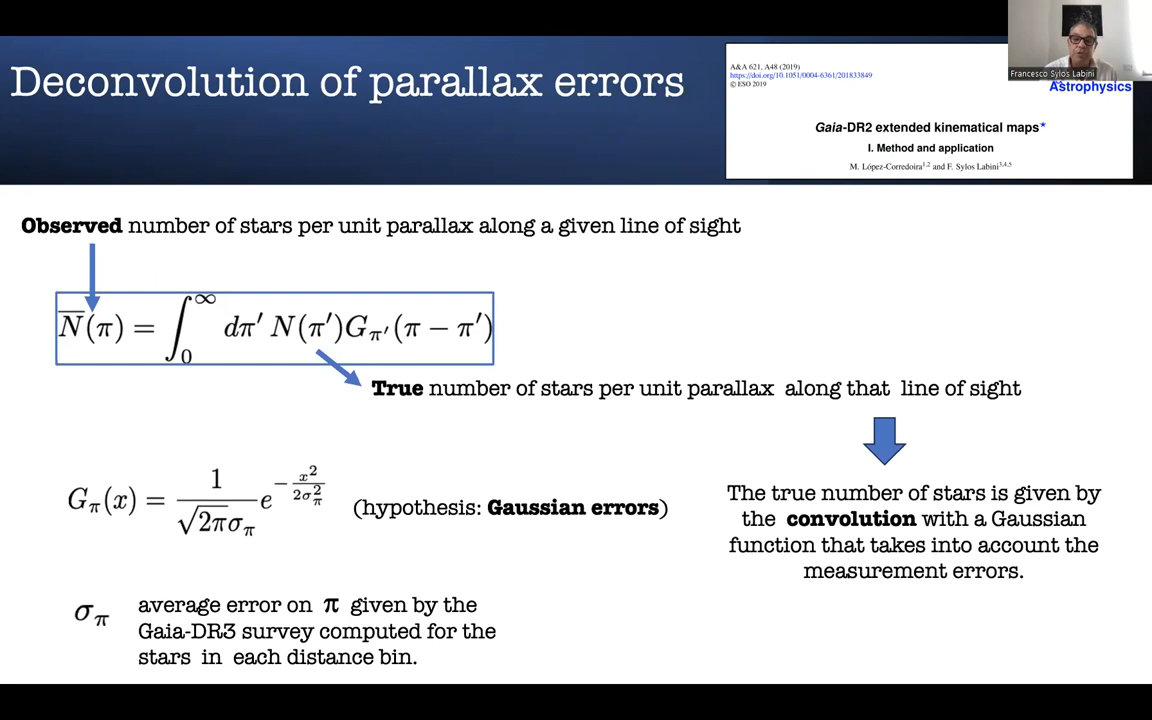 Deconvolution of parallax errors
A&A 621, A48 (2019)
https://doi.org/10.1051/0004-6361/201833849
© ESO 2019
Astrophysics
Gaia-DR2 extended kinematical maps*
I. Method and application
M. López-Corredoira1,2 and F. Sylos Labini3,4,5
Francesco Sylos Labini
Observed number of stars per unit parallax along a given line of sight
N̅(π) = ∫₀^∞ dπ′ N(π′)G_π′(π − π′)
True number of stars per unit parallax along that line of sight
G_π(x) = 1/(√2π σ_π) e^(−x²/2σ_π²)
(hypothesis: Gaussian errors)
The true number of stars is given by
the convolution with a Gaussian
function that takes into account the
measurement errors.
σ_π
average error on π given by the
Gaia-DR3 survey computed for the
stars in each distance bin.